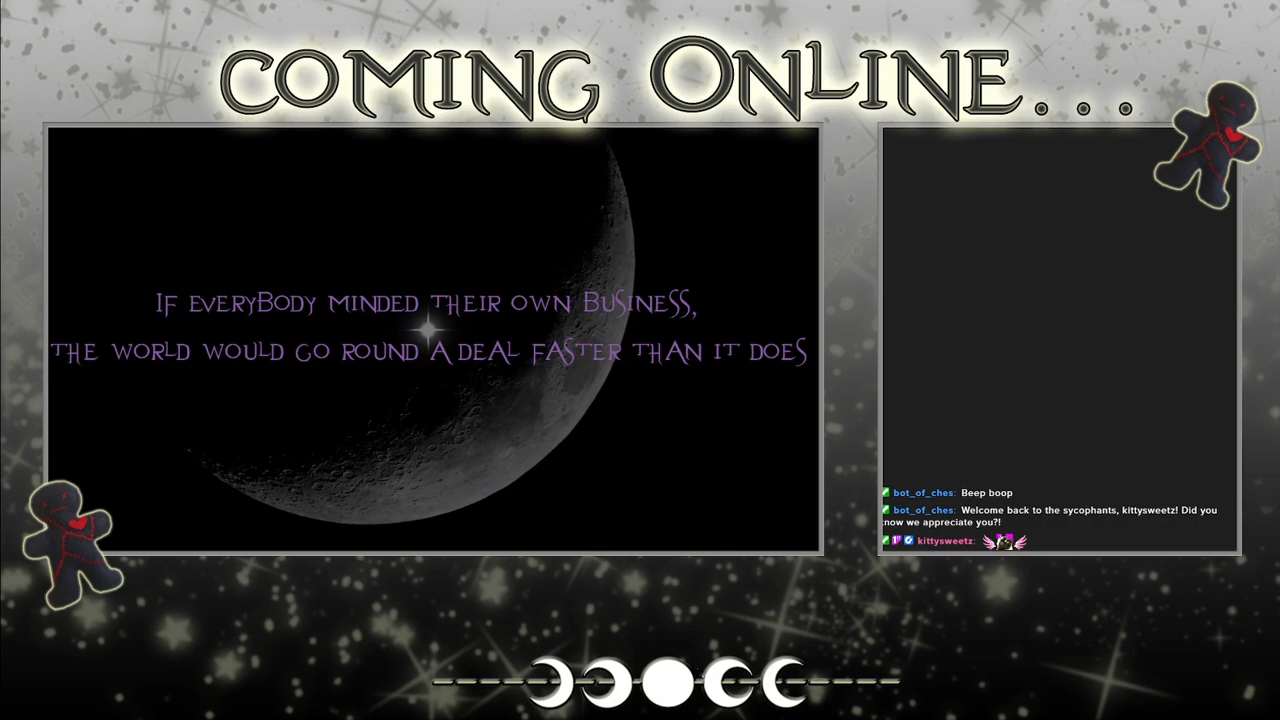 COMING ONLINE...
IF EVERYBODY MINDED THEIR OWN BUSINESS,
THE WORLD WOULD GO ROUND A DEAL FASTER THAN IT DOES
bot_of_ches: Beep boop
bot_of_ches: Welcome back to the sycophants, kittysweetz! Did you
now we appreciate you?!
kittysweetz: